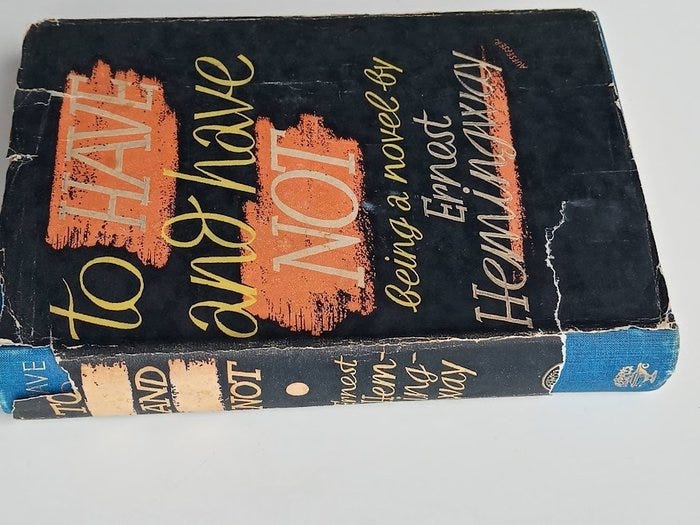 to HAVE
and have
NOT
being a novel by
Ernest
Hemingway
TO
AND
NOT
Ernest
Hem-
ing-
way